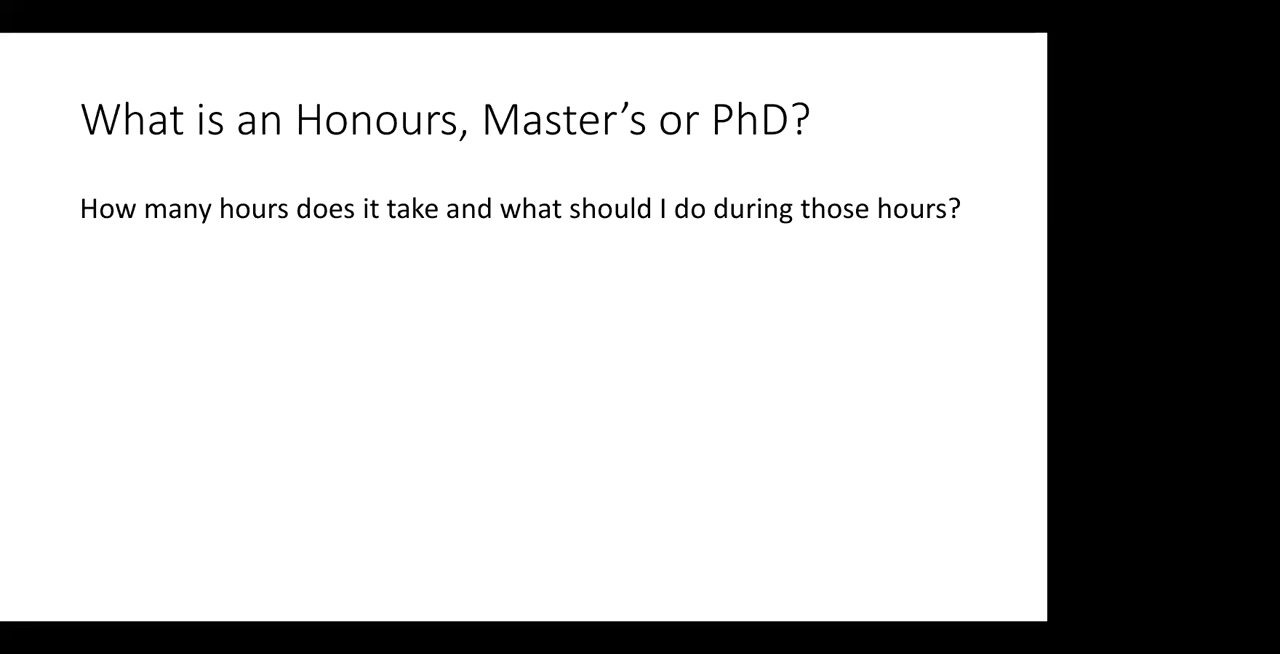 What is an Honours, Master’s or PhD?
How many hours does it take and what should I do during those hours?